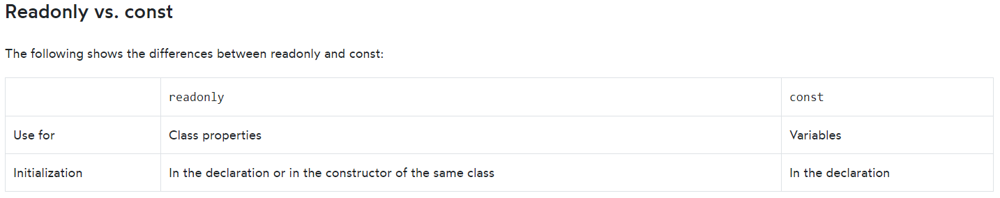 Readonly vs. const
The following shows the differences between readonly and const:
readonly const
Use for Class properties Variables
Initialization In the declaration or in the constructor of the same class In the declaration